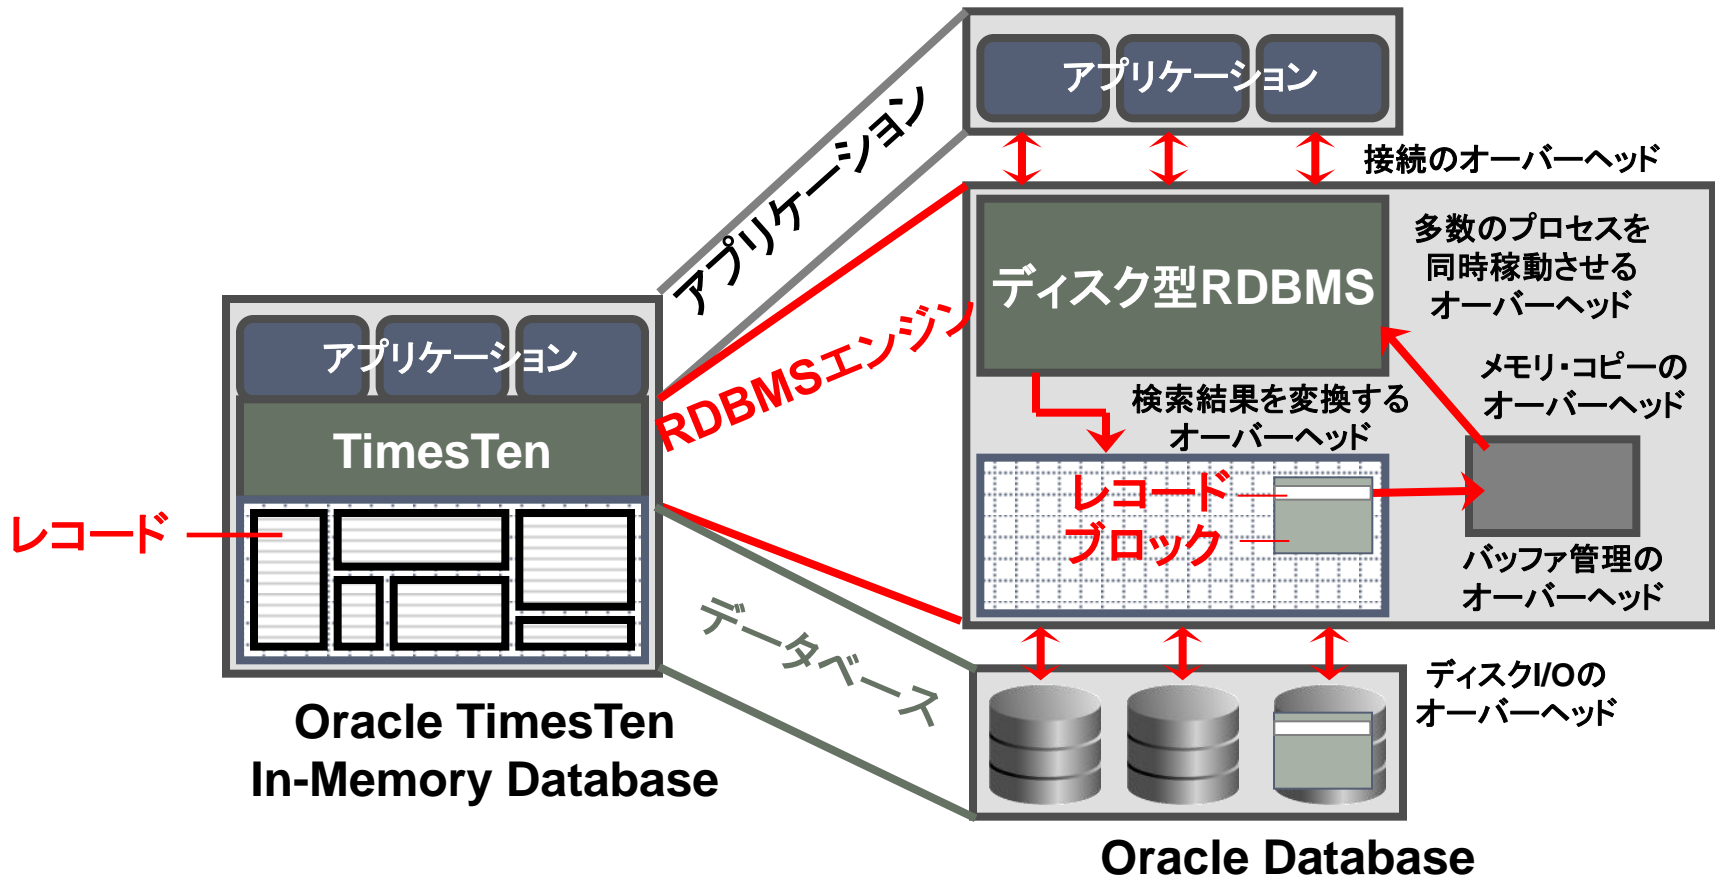 アプリケーション
接続のオーバーヘッド
アプリケーション
ディスク型RDBMS
多数のプロセスを
同時稼動させる
オーバーヘッド
RDBMSエンジン
アプリケーション
メモリ・コピーの
オーバーヘッド
検索結果を変換する
オーバーヘッド
TimesTen
レコード
レコード
ブロック
バッファ管理の
オーバーヘッド
データベース
ディスクI/Oの
オーバーヘッド
Oracle TimesTen
In-Memory Database
Oracle Database